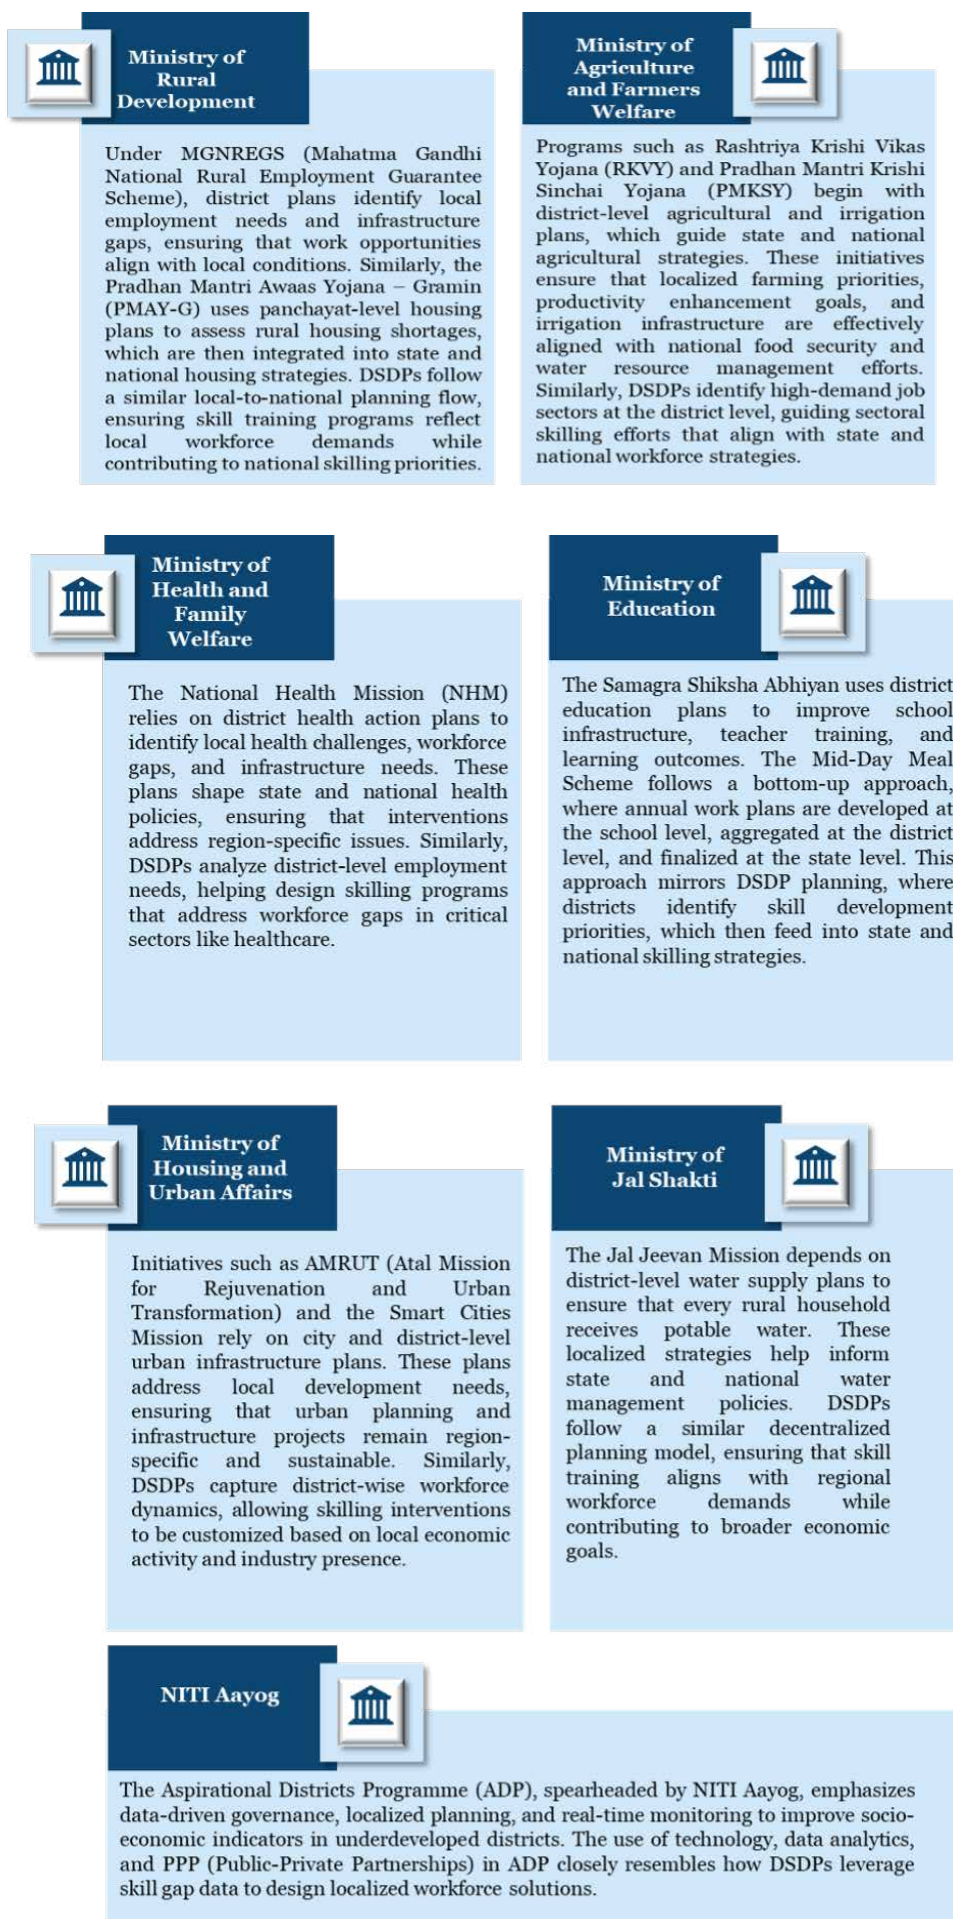 Ministry of
Rural
Development
Under MGNREGS (Mahatma Gandhi
National Rural Employment Guarantee
Scheme), district plans identify local
employment needs and infrastructure
gaps, ensuring that work opportunities
align with local conditions. Similarly, the
Pradhan Mantri Awaas Yojana – Gramin
(PMAY-G) uses panchayat-level housing
plans to assess rural housing shortages,
which are then integrated into state and
national housing strategies. DSDPs follow
a similar local-to-national planning flow,
ensuring skill training programs reflect
local workforce demands while
contributing to national skilling priorities.
Ministry of
Agriculture
and Farmers
Welfare
Programs such as Rashtriya Krishi Vikas
Yojana (RKVY) and Pradhan Mantri Krishi
Sinchai Yojana (PMKSY) begin with
district-level agricultural and irrigation
plans, which guide state and national
agricultural strategies. These initiatives
ensure that localized farming priorities,
productivity enhancement goals, and
irrigation infrastructure are effectively
aligned with national food security and
water resource management efforts.
Similarly, DSDPs identify high-demand job
sectors at the district level, guiding sectoral
skilling efforts that align with state and
national workforce strategies.
Ministry of
Health and
Family
Welfare
The National Health Mission (NHM)
relies on district health action plans to
identify local health challenges, workforce
gaps, and infrastructure needs. These
plans shape state and national health
policies, ensuring that interventions
address region-specific issues. Similarly,
DSDPs analyze district-level employment
needs, helping design skilling programs
that address workforce gaps in critical
sectors like healthcare.
Ministry of
Education
The Samagra Shiksha Abhiyan uses district
education plans to improve school
infrastructure, teacher training, and
learning outcomes. The Mid-Day Meal
Scheme follows a bottom-up approach,
where annual work plans are developed at
the school level, aggregated at the district
level, and finalized at the state level. This
approach mirrors DSDP planning, where
districts identify skill development
priorities, which then feed into state and
national skilling strategies.
Ministry of
Housing and
Urban Affairs
Initiatives such as AMRUT (Atal Mission
for Rejuvenation and Urban
Transformation) and the Smart Cities
Mission rely on city and district-level
urban infrastructure plans. These plans
address local development needs,
ensuring that urban planning and
infrastructure projects remain region-
specific and sustainable. Similarly,
DSDPs capture district-wise workforce
dynamics, allowing skilling interventions
to be customized based on local economic
activity and industry presence.
Ministry of
Jal Shakti
The Jal Jeevan Mission depends on
district-level water supply plans to
ensure that every rural household
receives potable water. These
localized strategies help inform
state and national water
management policies. DSDPs
follow a similar decentralized
planning model, ensuring that skill
training aligns with regional
workforce demands while
contributing to broader economic
goals.
NITI Aayog
The Aspirational Districts Programme (ADP), spearheaded by NITI Aayog, emphasizes
data-driven governance, localized planning, and real-time monitoring to improve socio-
economic indicators in underdeveloped districts. The use of technology, data analytics,
and PPP (Public-Private Partnerships) in ADP closely resembles how DSDPs leverage
skill gap data to design localized workforce solutions.